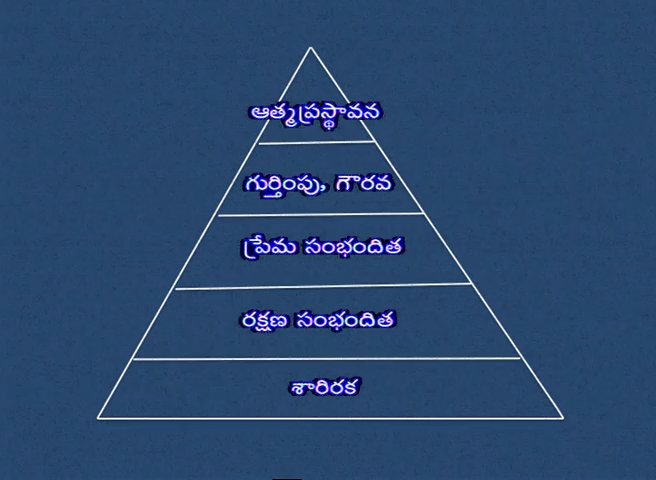 ఆత్మప్రస్థావన
గుర్తింపు, గౌరవ
ప్రేమ సంభందిత
రక్షణ సంభందిత
శారిరక